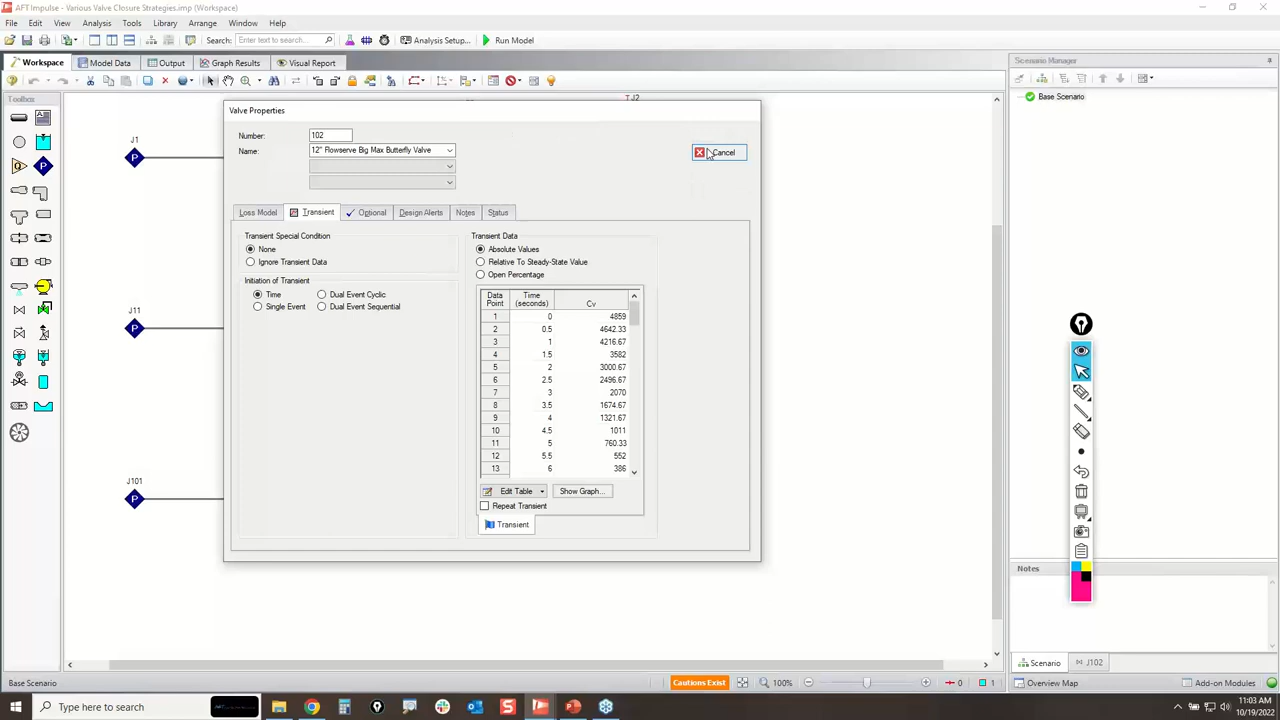 AFT Impulse - Various Valve Closure Strategies.imp (Workspace)
File Edit View Analysis Tools Library Arrange Window Help
Search: Enter text to search... Analysis Setup... Run Model
Workspace Model Data Output Graph Results Visual Report
Scenario Manager
Toolbox
Base Scenario
J2
Valve Properties
Number: 102
Name: 12" Flowserve Big Max Butterfly Valve
Cancel
J1
Loss Model Transient Optional Design Alerts Notes Status
Transient Special Condition
None
Ignore Transient Data
Initiation of Transient
Time Dual Event Cyclic
Single Event Dual Event Sequential
Transient Data
Absolute Values
Relative To Steady-State Value
Open Percentage
Data Point Time (seconds) Cv
1 0 4859
2 0.5 4642.33
3 1 4216.67
4 1.5 3582
5 2 3000.67
6 2.5 2496.67
7 3 2070
8 3.5 1674.67
9 4 1321.67
10 4.5 1011
11 5 760.33
12 5.5 552
13 6 386
Edit Table Show Graph...
Repeat Transient
Transient
J11
J101
Notes
Scenario J102
Base Scenario Cautions Exist 100% 0 1 Overview Map Add-on Modules
Type here to search
11:03 AM
10/19/2022